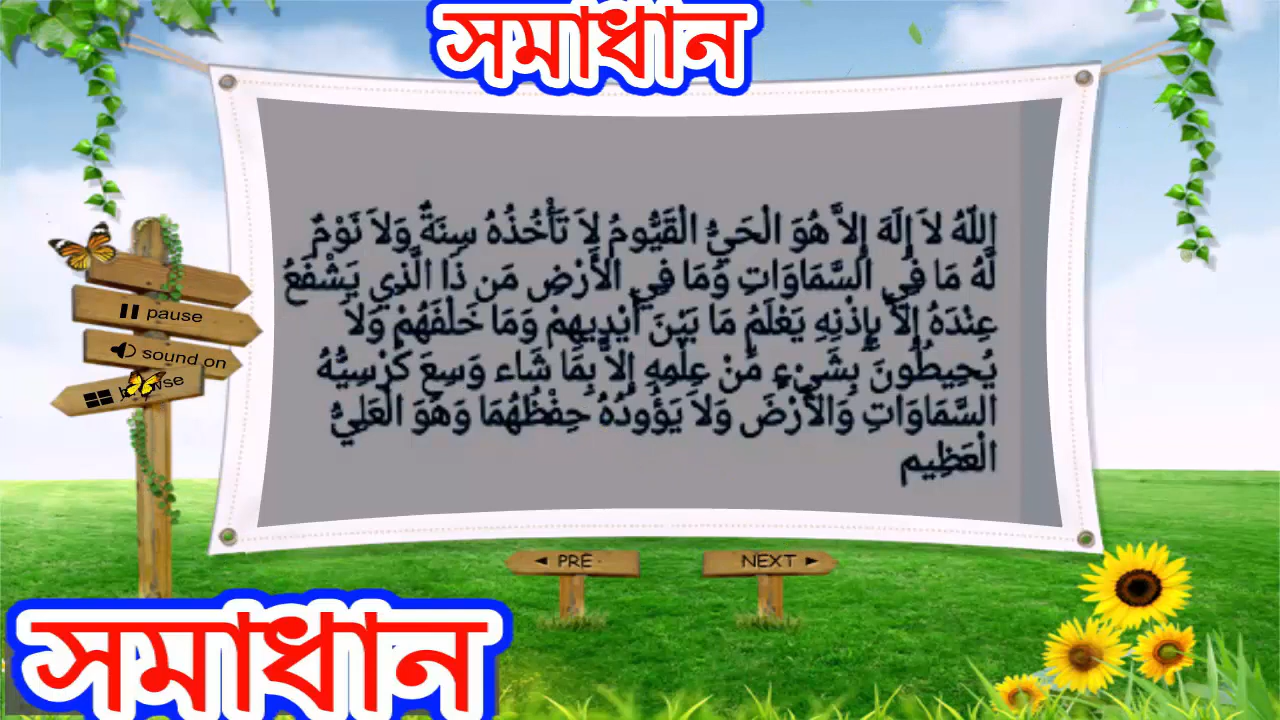 সমাধান
اللّهُ لاَ إِلَهَ إِلاَّ هُوَ الْحَيُّ الْقَيُّومُ لاَ تَأْخُذُهُ سِنَةٌ وَلاَ نَوْمٌ
لَّهُ مَا فِي السَّمَاوَاتِ وَمَا فِي الأَرْضِ مَن ذَا الَّذِي يَشْفَعُ
عِنْدَهُ إِلاَّ بِإِذْنِهِ يَعْلَمُ مَا بَيْنَ أَيْدِيهِمْ وَمَا خَلْفَهُمْ وَلاَ
يُحِيطُونَ بِشَيْءٍ مِّنْ عِلْمِهِ إِلاَّ بِمَا شَاء وَسِعَ كُرْسِيُّهُ
السَّمَاوَاتِ وَالأَرْضَ وَلاَ يَؤُودُهُ حِفْظُهُمَا وَهُوَ الْعَلِيُّ
الْعَظِيم
pause
sound on
PRE
NEXT
সমাধান